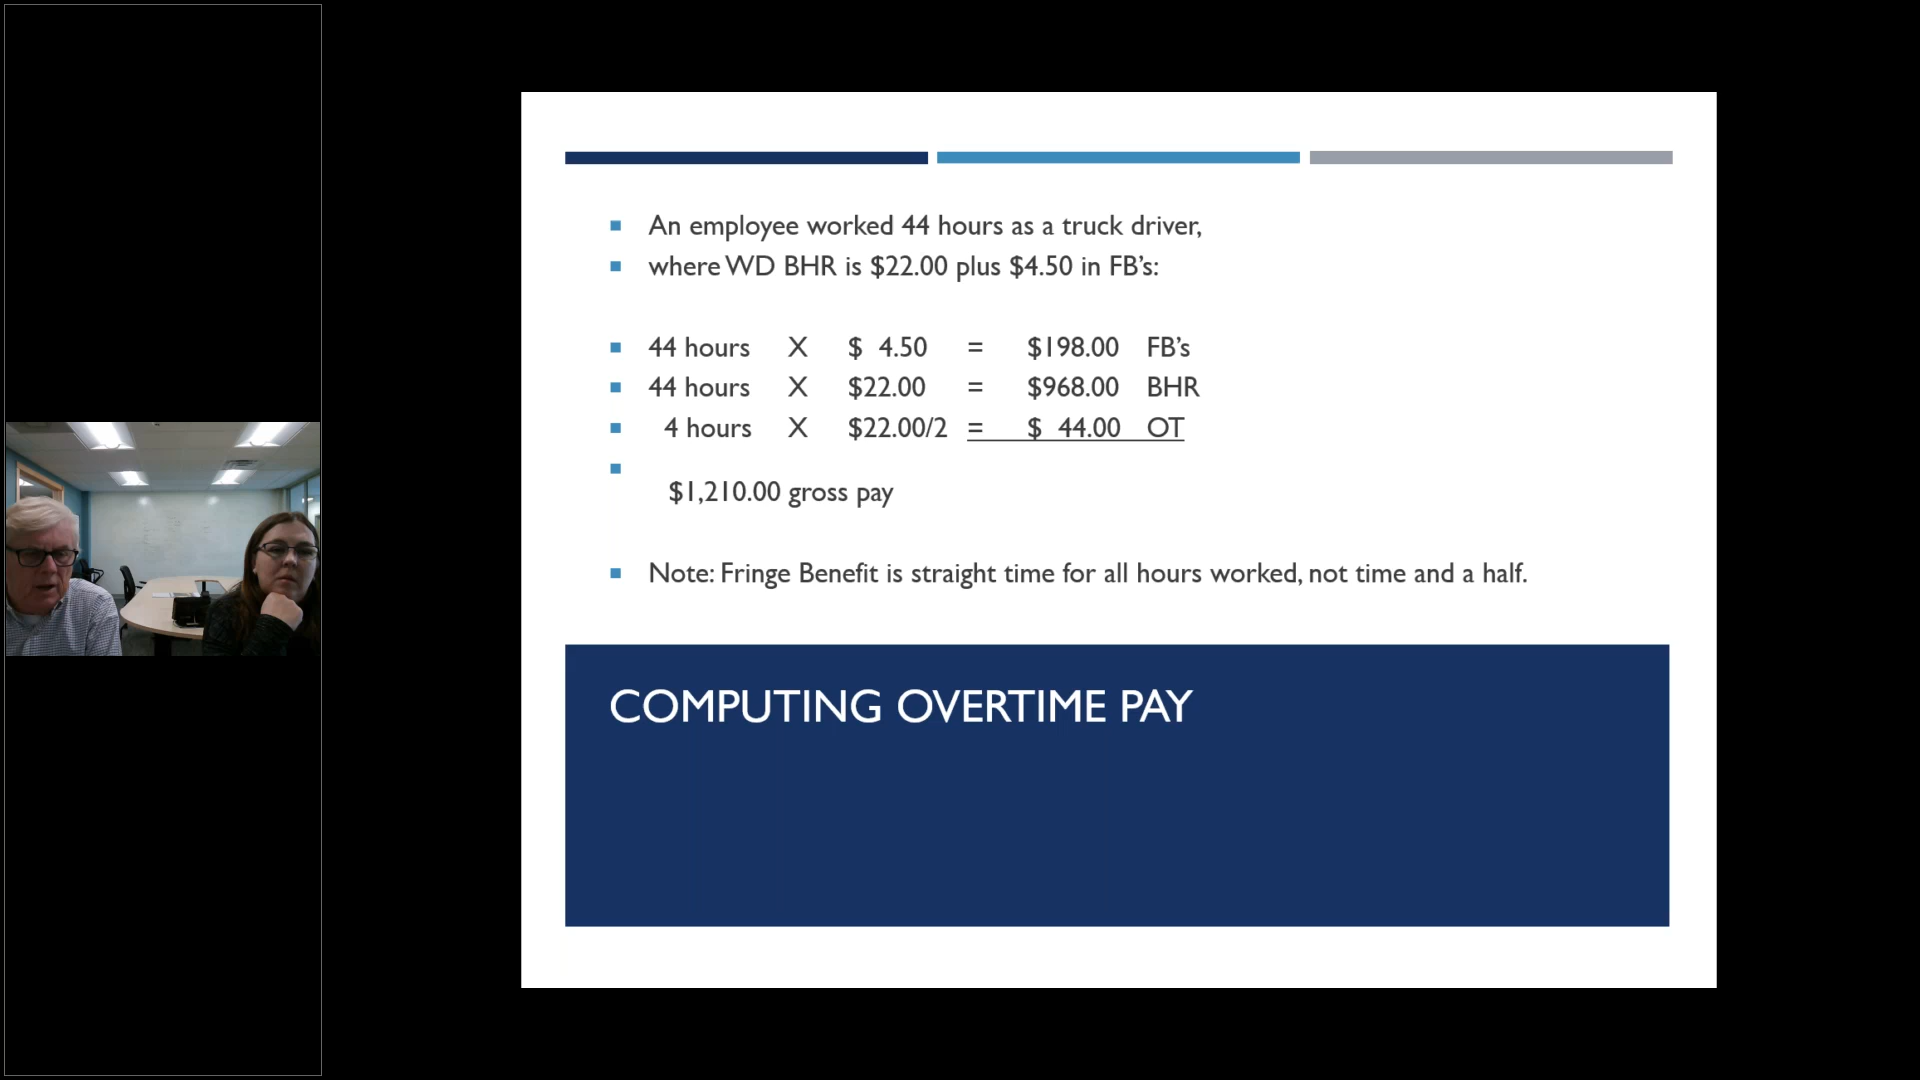 An employee worked 44 hours as a truck driver,
where WD BHR is $22.00 plus $4.50 in FB’s:
44 hours X $ 4.50 = $198.00 FB’s
44 hours X $22.00 = $968.00 BHR
4 hours X $22.00/2 = $ 44.00 OT
$1,210.00 gross pay
Note: Fringe Benefit is straight time for all hours worked, not time and a half.
COMPUTING OVERTIME PAY